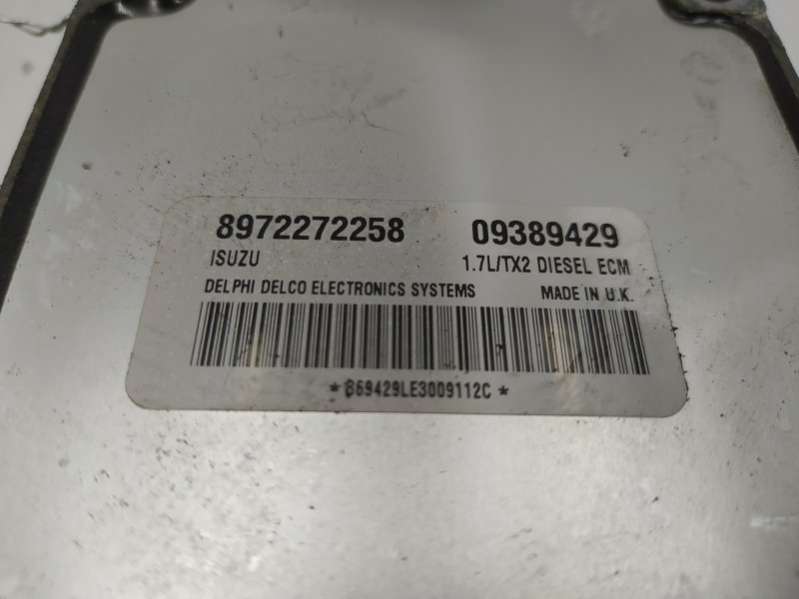 8972272258 09389429
ISUZU 1.7L/TX2 DIESEL ECM
DELPHI DELCO ELECTRONICS SYSTEMS MADE IN U.K.
*869429LE3009112C*